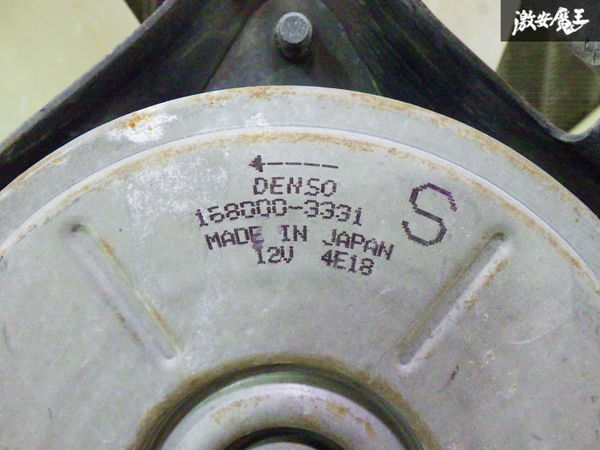 激安魔王
DENSO
168000-3331
MADE IN JAPAN
12V 4E18
S